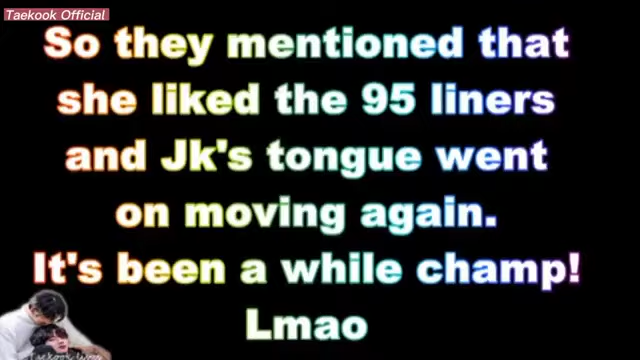 Taekook Official
So they mentioned that
she liked the 95 liners
and Jk's tongue went
on moving again.
It's been a while champ!
Lmao